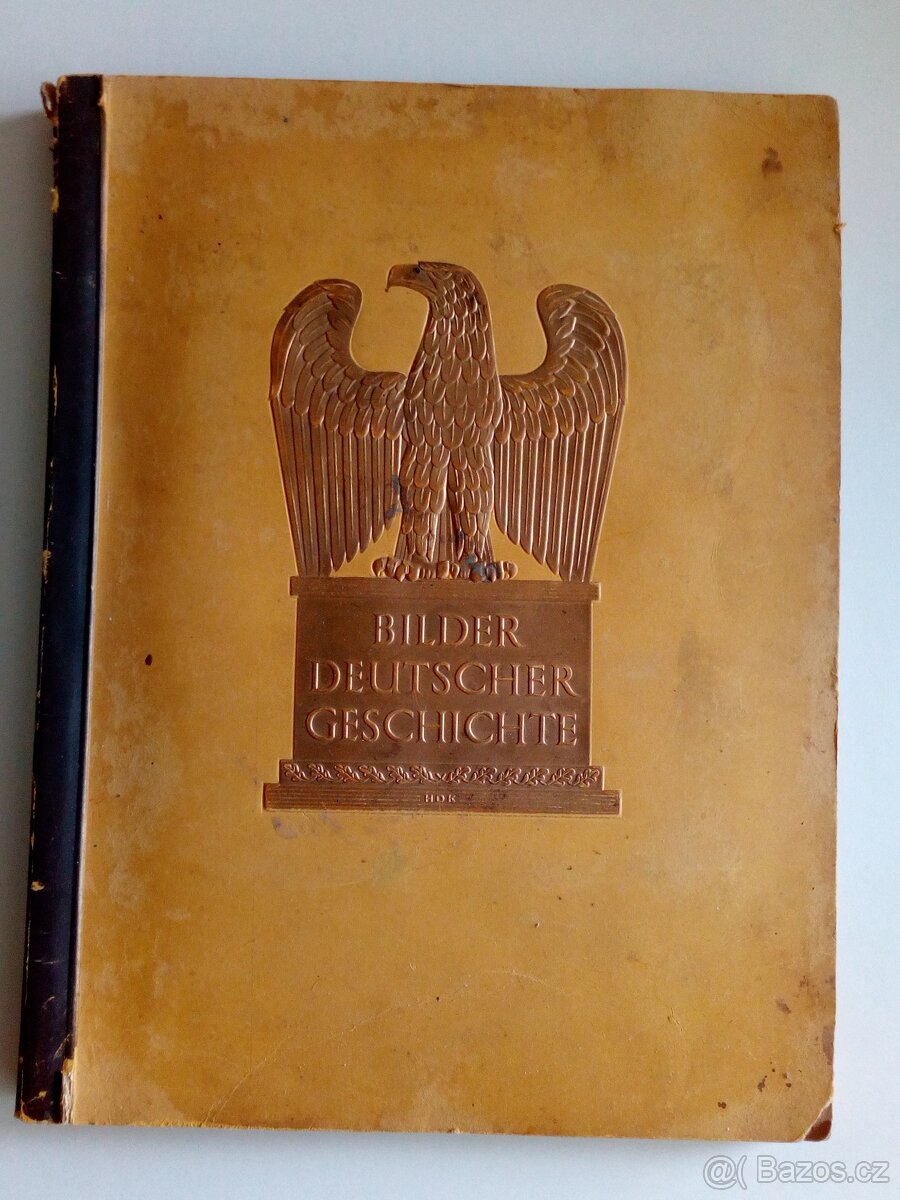 BILDER
DEUTSCHER
GESCHICHTE
HDK
@( Bazos.cz